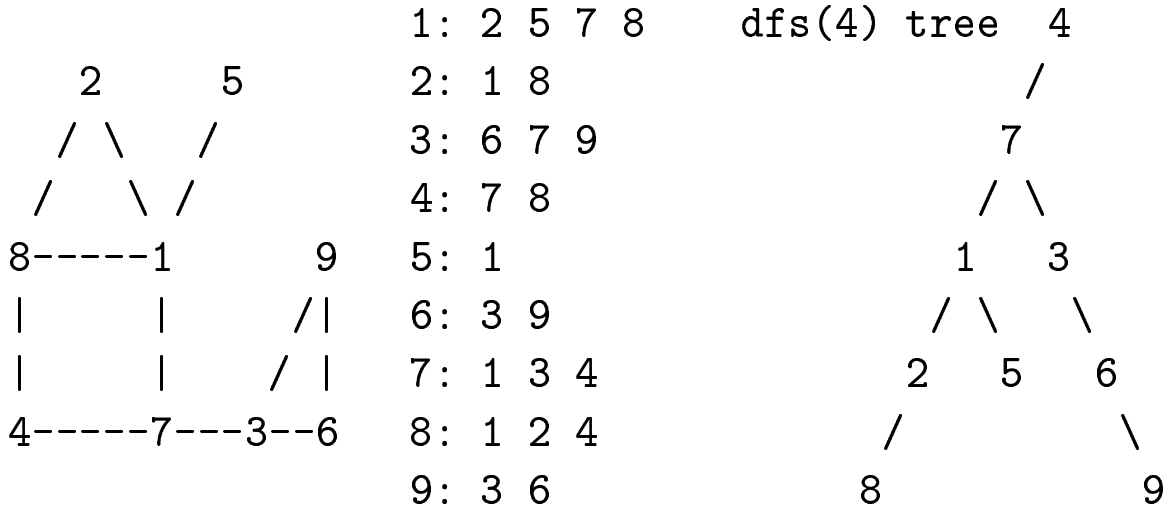 1: 2 5 7 8    dfs(4) tree  4
   2     5        2: 1 8                    /
  / \   /         3: 6 7 9                 7
 /   \ /          4: 7 8                  / \
8-----1      9    5: 1                   1   3
|     |     /|    6: 3 9                / \   \
|     |    / |    7: 1 3 4             2   5   6
4-----7---3--6    8: 1 2 4            /         \
                  9: 3 6             8           9